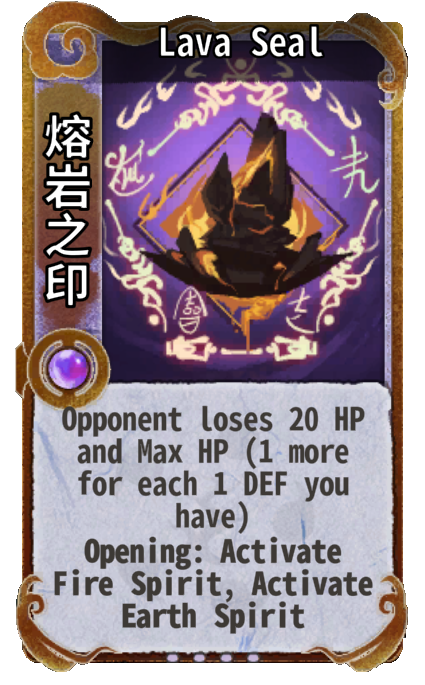 Lava Seal
熔岩之印
Opponent loses 20 HP
and Max HP (1 more
for each 1 DEF you
have)
Opening: Activate
Fire Spirit, Activate
Earth Spirit